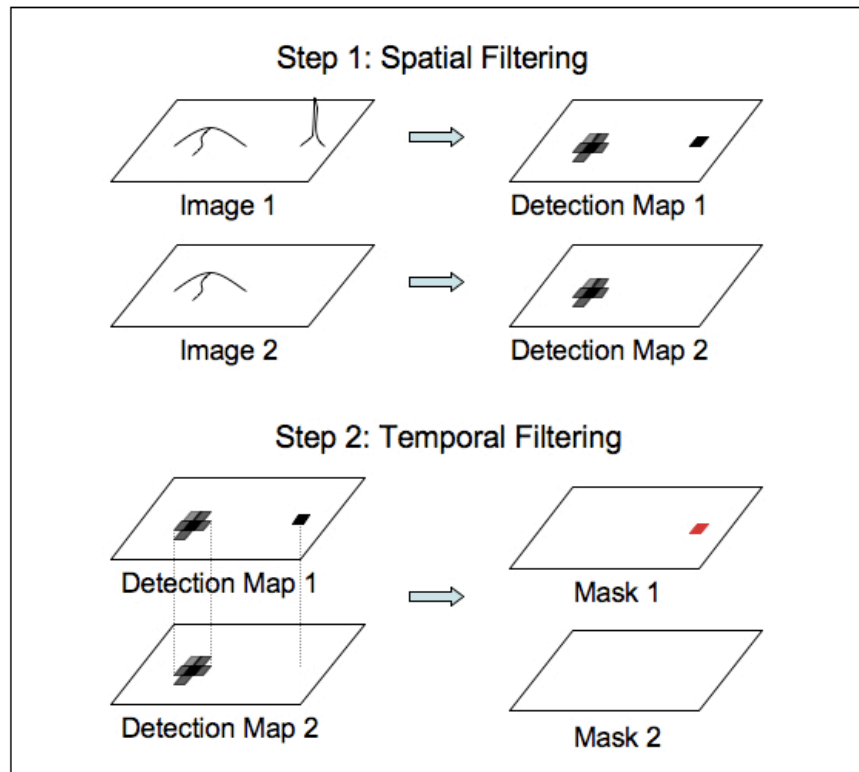 Step 1: Spatial Filtering
Image 1
Detection Map 1
Image 2
Detection Map 2
Step 2: Temporal Filtering
Detection Map 1
Mask 1
Detection Map 2
Mask 2